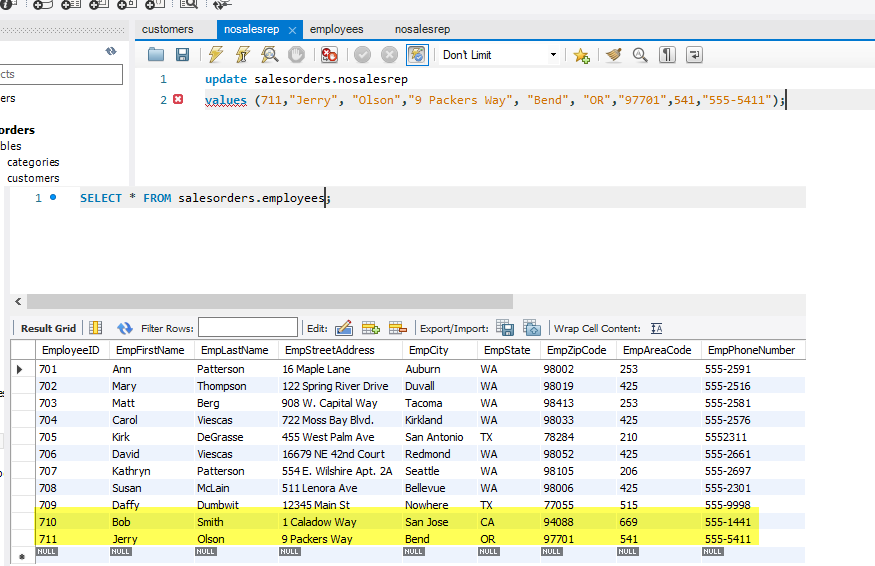 customers nosalesrep × employees nosalesrep
Don't Limit
cts
1 update salesorders.nosalesrep
2 values (711,"Jerry", "Olson","9 Packers Way", "Bend", "OR","97701",541,"555-5411");
ers
orders
bles
categories
customers
1 SELECT * FROM salesorders.employees;
Result Grid Filter Rows: Edit: Export/Import: Wrap Cell Content: IA
EmployeeID EmpFirstName EmpLastName EmpStreetAddress EmpCity EmpState EmpZipCode EmpAreaCode EmpPhoneNumber
701 Ann Patterson 16 Maple Lane Auburn WA 98002 253 555-2591
702 Mary Thompson 122 Spring River Drive Duvall WA 98019 425 555-2516
703 Matt Berg 908 W. Capital Way Tacoma WA 98413 253 555-2581
704 Carol Viescas 722 Moss Bay Blvd. Kirkland WA 98033 425 555-2576
705 Kirk DeGrasse 455 West Palm Ave San Antonio TX 78284 210 5552311
706 David Viescas 16679 NE 42nd Court Redmond WA 98052 425 555-2661
707 Kathryn Patterson 554 E. Wilshire Apt. 2A Seattle WA 98105 206 555-2697
708 Susan McLain 511 Lenora Ave Bellevue WA 98006 425 555-2301
709 Daffy Dumbwit 12345 Main St Nowhere TX 77055 515 555-9998
710 Bob Smith 1 Caladow Way San Jose CA 94088 669 555-1441
711 Jerry Olson 9 Packers Way Bend OR 97701 541 555-5411
NULL NULL NULL NULL NULL NULL NULL NULL NULL